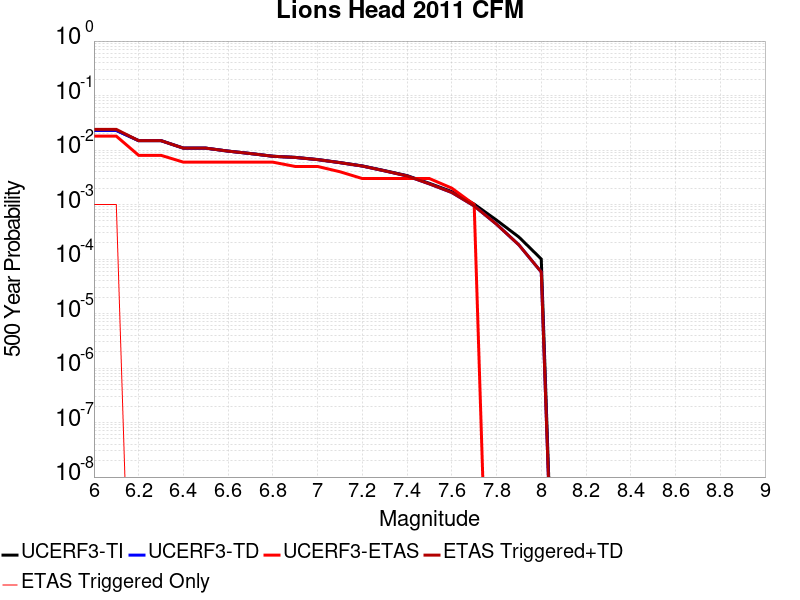 Lions Head 2011 CFM
500 Year Probability
10^0
10^-1
10^-2
10^-3
10^-4
10^-5
10^-6
10^-7
10^-8
6 6.2 6.4 6.6 6.8 7 7.2 7.4 7.6 7.8 8 8.2 8.4 8.6 8.8 9
Magnitude
UCERF3-TI UCERF3-TD UCERF3-ETAS ETAS Triggered+TD
ETAS Triggered Only